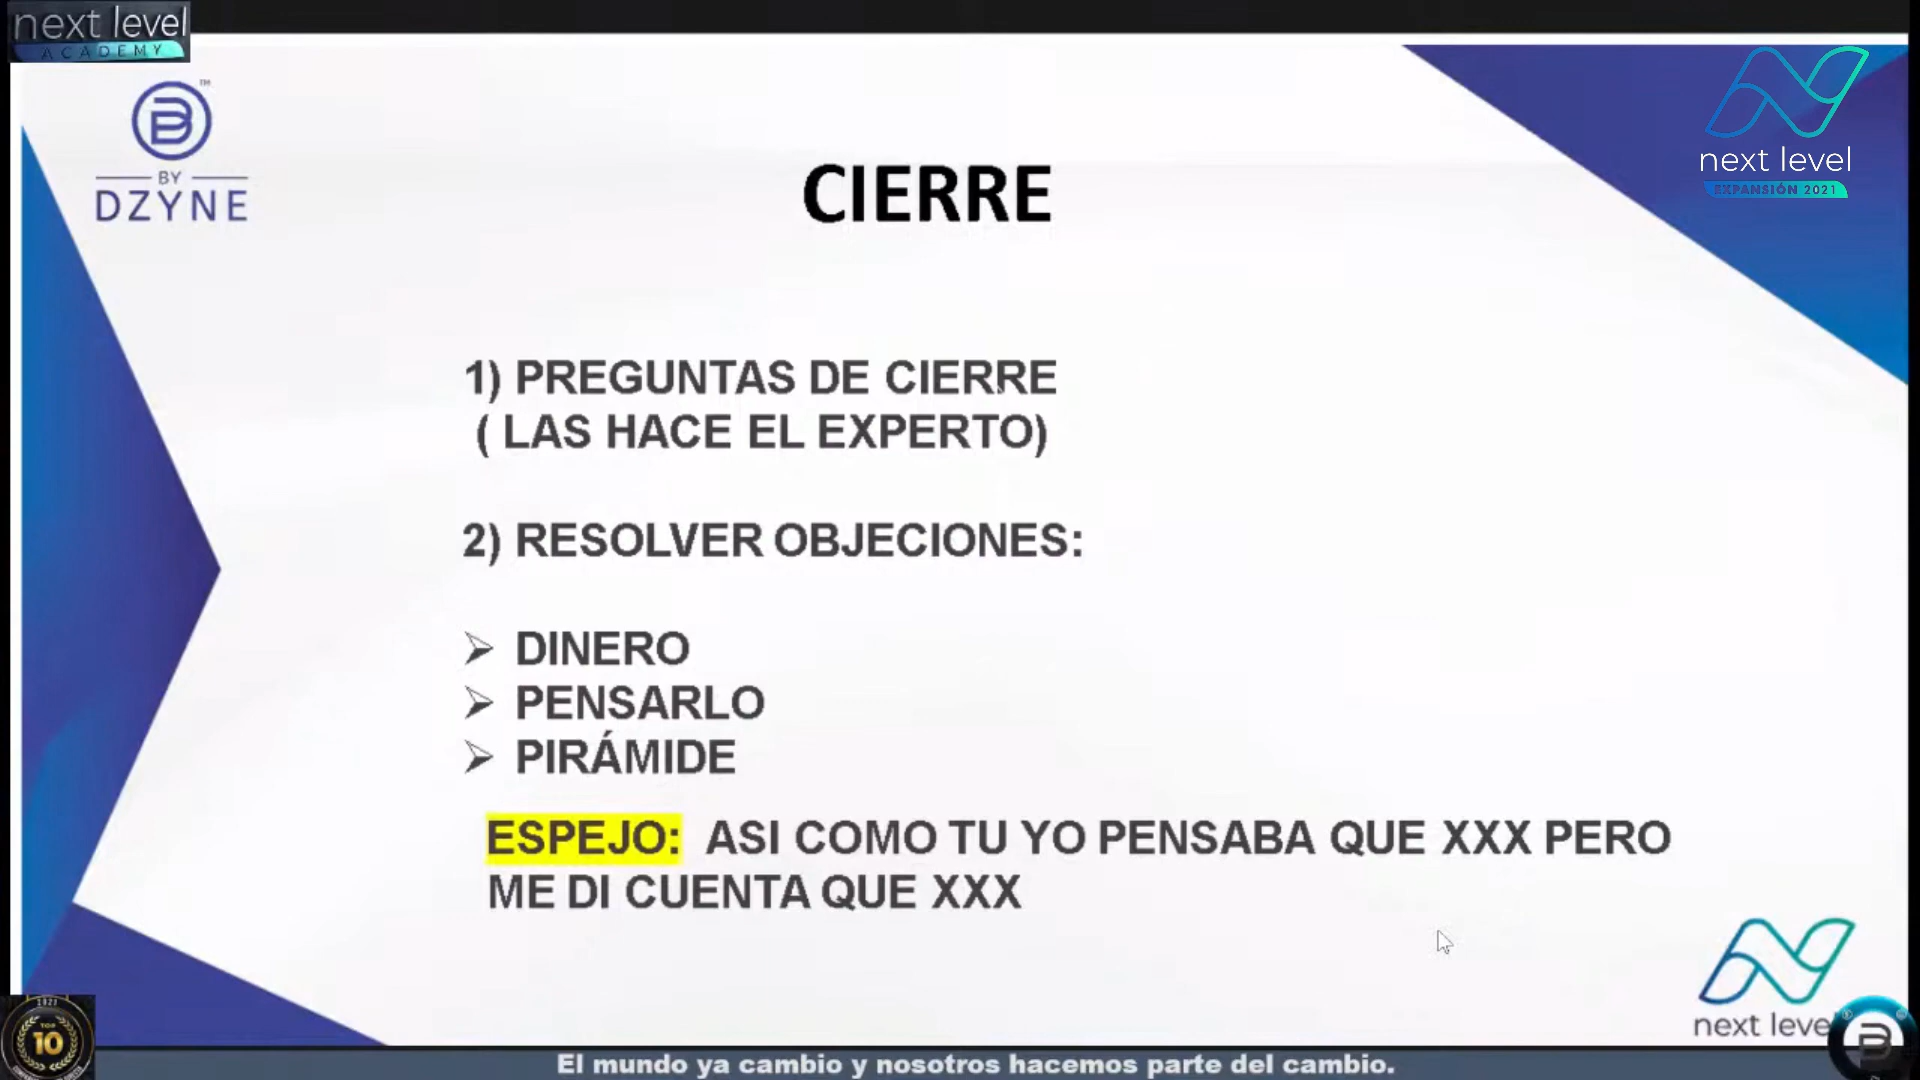 next level
ACADEMY
B
BY
DZYNE
next level
EXPANSIÓN 2021
CIERRE
1) PREGUNTAS DE CIERRE
( LAS HACE EL EXPERTO)
2) RESOLVER OBJECIONES:
DINERO
PENSARLO
PIRÁMIDE
ESPEJO: ASI COMO TU YO PENSABA QUE XXX PERO
ME DI CUENTA QUE XXX
next leve
2021
TOP
10
El mundo ya cambio y nosotros hacemos parte del cambio.